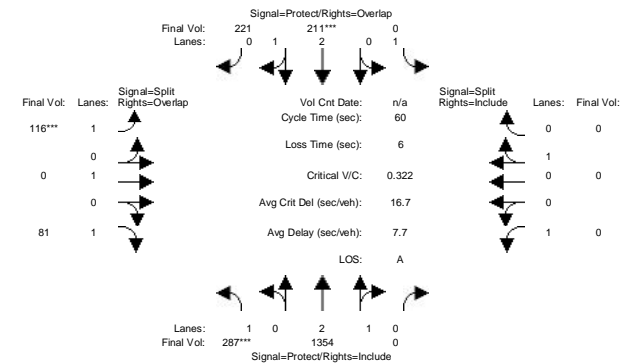 Signal=Protect/Rights=Overlap
Final Vol: 221 211*** 0
Lanes: 0 1 2 0 1
Signal=Split
Final Vol: Lanes: Rights=Overlap
Vol Cnt Date: n/a
Signal=Split
Rights=Include Lanes: Final Vol:
Cycle Time (sec): 60
116*** 1 0 0
Loss Time (sec): 6
0 1
0 1 Critical V/C: 0.322 0 0
0 Avg Crit Del (sec/veh): 16.7 0
81 1 Avg Delay (sec/veh): 7.7 1 0
LOS: A
Lanes: 1 0 2 1 0
Final Vol: 287*** 1354 0
Signal=Protect/Rights=Include